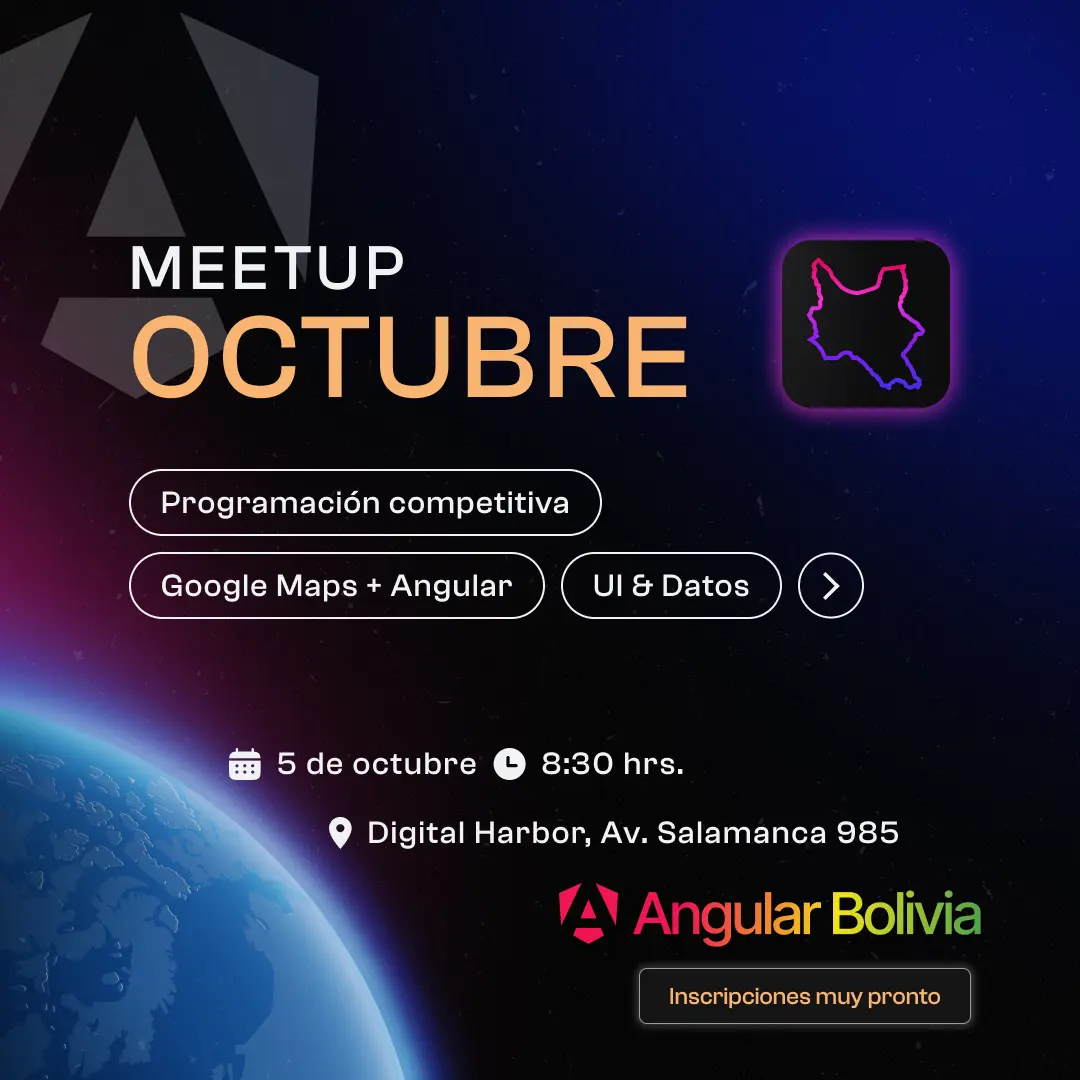 MEETUP
OCTUBRE
Programación competitiva
Google Maps + Angular
UI & Datos
5 de octubre
8:30 hrs.
Digital Harbor, Av. Salamanca 985
Angular Bolivia
Inscripciones muy pronto